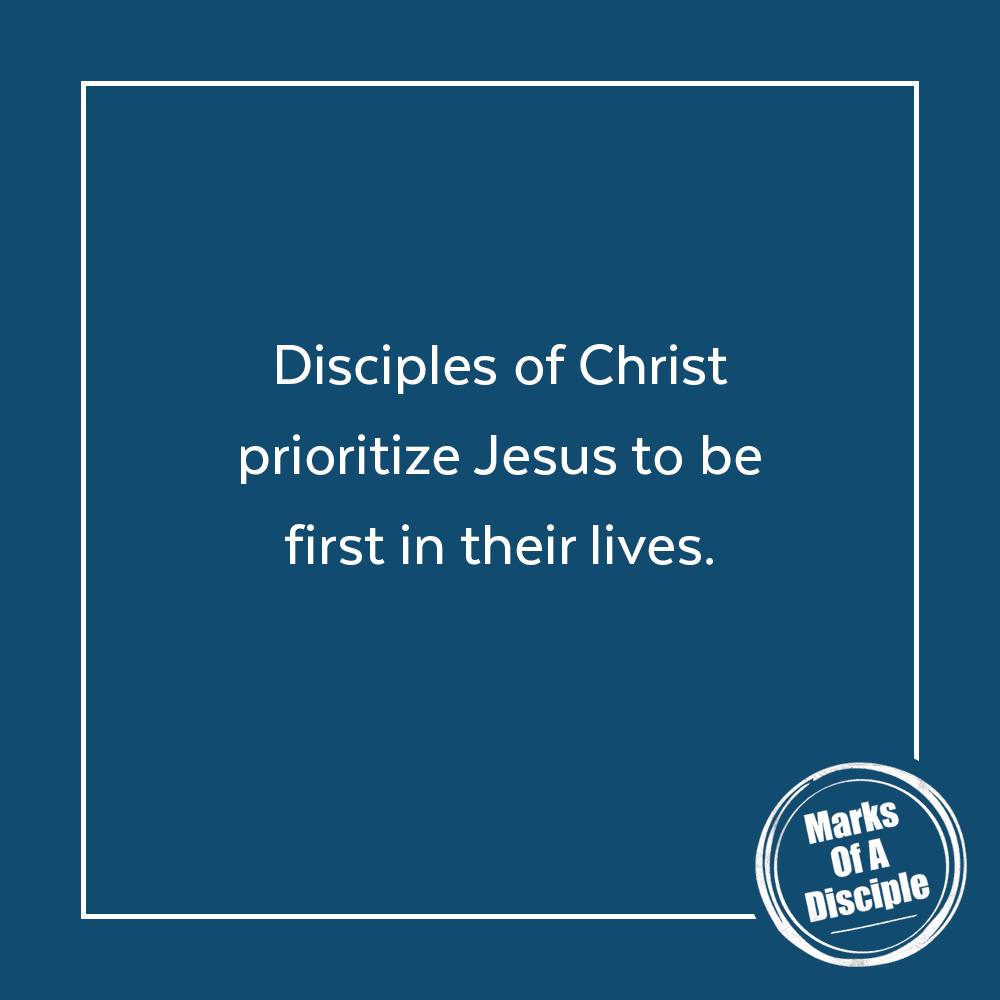 Disciples of Christ
prioritize Jesus to be
first in their lives.
Marks
Of A
Disciple